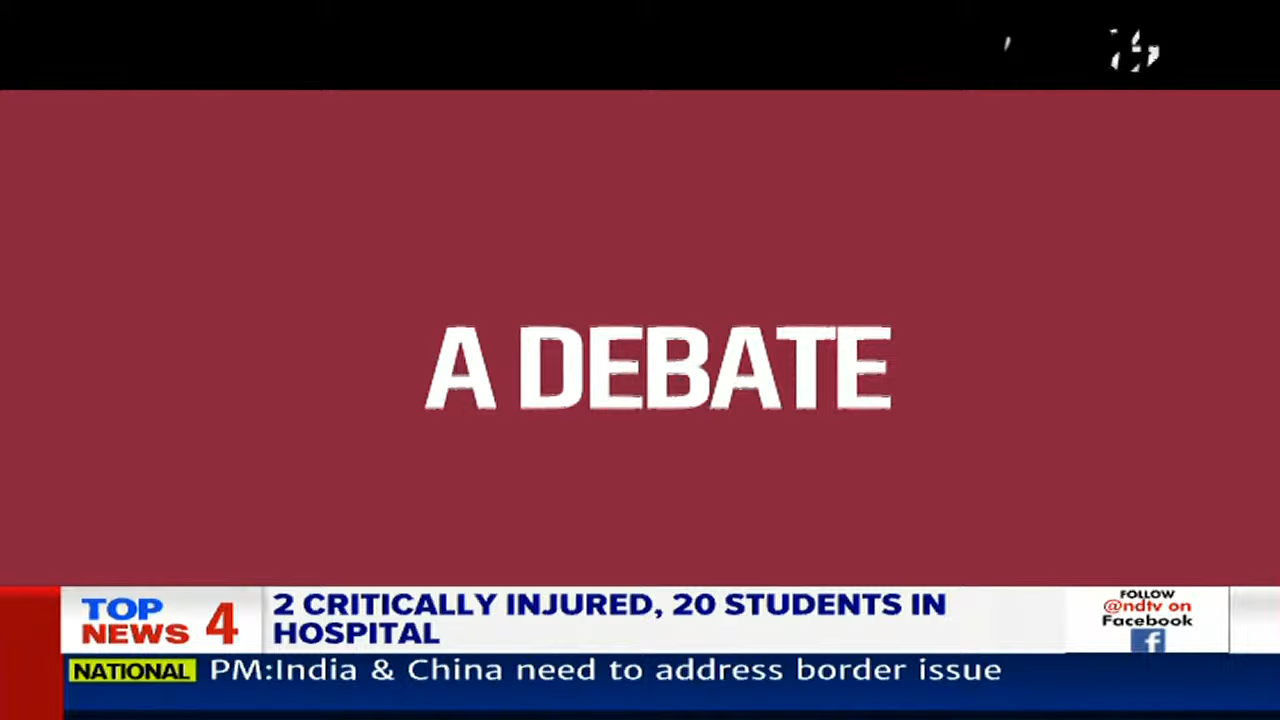 A DEBATE
TOP
NEWS 4
2 CRITICALLY INJURED, 20 STUDENTS IN
HOSPITAL
FOLLOW
@ndtv on
Facebook
f
NATIONAL PM:India & China need to address border issue